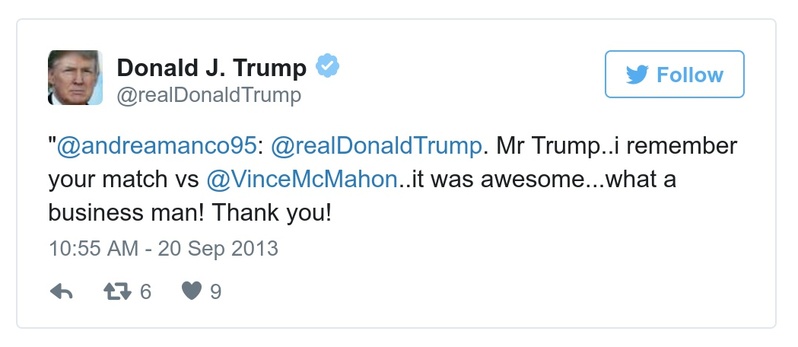 Donald J. Trump
@realDonaldTrump
Follow
"@andreamanco95: @realDonaldTrump. Mr Trump..i remember
your match vs @VinceMcMahon..it was awesome...what a
business man! Thank you!
10:55 AM - 20 Sep 2013
6 9